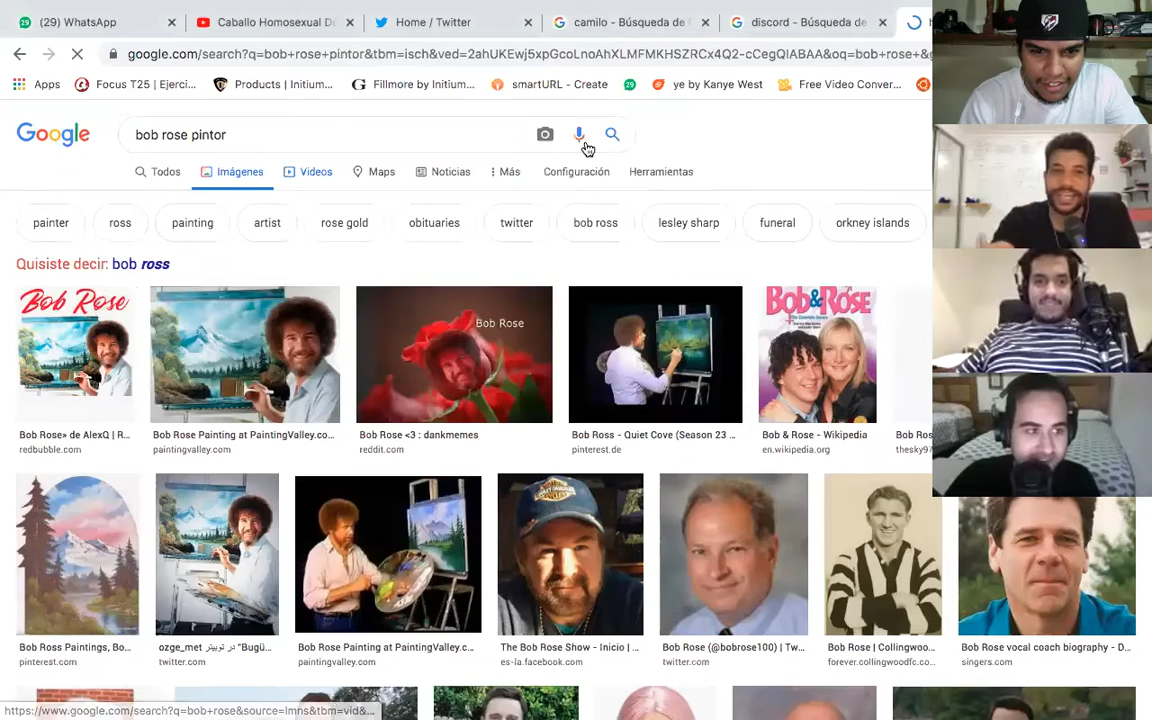 (29) WhatsApp
Caballo Homosexual D
Home / Twitter
camilo - Búsqueda de
discord - Búsqueda de
google.com/search?q=bob+rose+pintor&tbm=isch&ved=2ahUKEwj5xpGcoLnoAhXLMFMKHSZRCx4Q2-cCegQIABAA&oq=bob+rose+&
Apps
Focus T25 | Ejerci...
Products | Initium...
Fillmore by Initium...
smartURL - Create
ye by Kanye West
Free Video Conver...
Google
bob rose pintor
Todos
Imágenes
Videos
Maps
Noticias
Más
Configuración
Herramientas
painter
ross
painting
artist
rose gold
obituaries
twitter
bob ross
lesley sharp
funeral
orkney islands
Quisiste decir: bob ross
Bob Rose
Bob Rose
Bob&Rose
Bob Rose» de AlexQ | R...
redbubble.com
Bob Rose Painting at PaintingValley.co...
paintingvalley.com
Bob Rose <3 : dankmemes
reddit.com
Bob Ross - Quiet Cove (Season 23 ...
pinterest.de
Bob & Rose - Wikipedia
en.wikipedia.org
Bob Ros
thesky97
Bob Ross Paintings, Bo...
pinterest.com
ozge_met در توییتر "Bugü...
twitter.com
Bob Rose Painting at PaintingValley.c...
paintingvalley.com
The Bob Rose Show - Inicio | ...
es-la.facebook.com
Bob Rose (@bobrose100) | Tw...
twitter.com
Bob Rose | Collingwoo...
forever.collingwoodfc.co...
Bob Rose vocal coach biography - D...
singers.com
https://www.google.com/search?q=bob+rose&source=lmns&tbm=vid&...